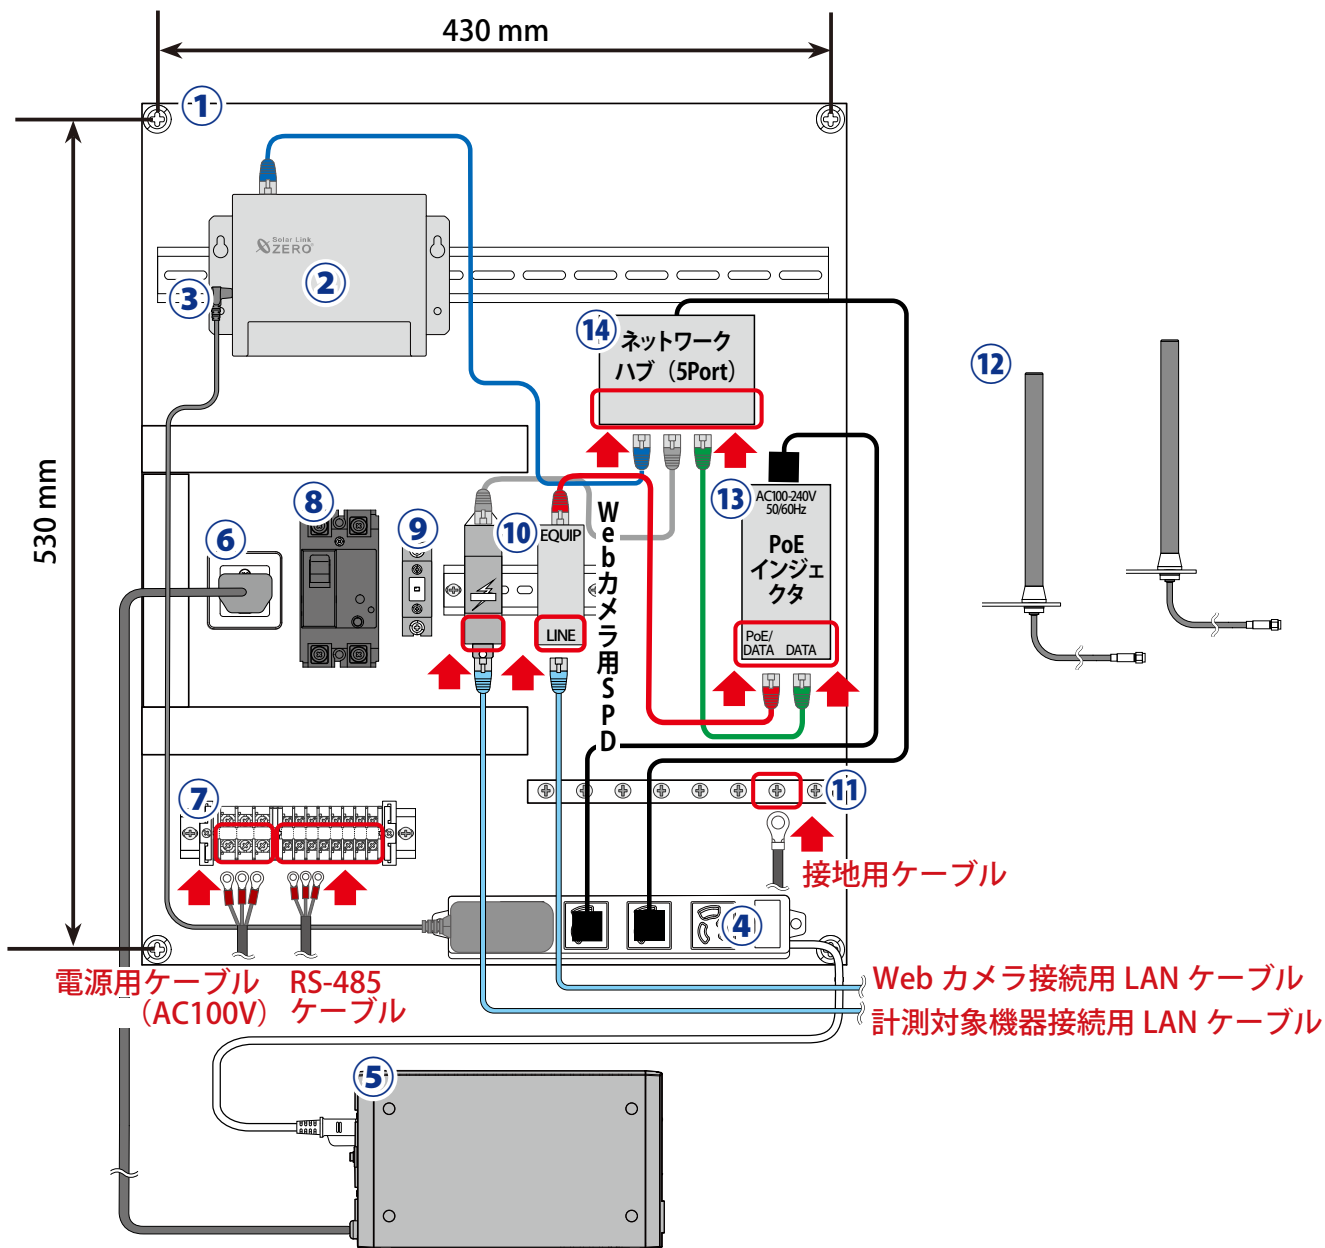 430 mm
530 mm
①
Solar Link
ZERO
②
③
⑭
ネットワーク
ハブ（5Port）
⑫
⑧
⑥
⑨
⑩
EQUIP
LINE
Webカメラ用SPD
⑬
AC100-240V
50/60Hz
PoE
インジェ
クタ
PoE/
DATA DATA
⑦
⑪
接地用ケーブル
④
電源用ケーブル
（AC100V）
RS-485
ケーブル
Web カメラ接続用 LAN ケーブル
計測対象機器接続用 LAN ケーブル
⑤